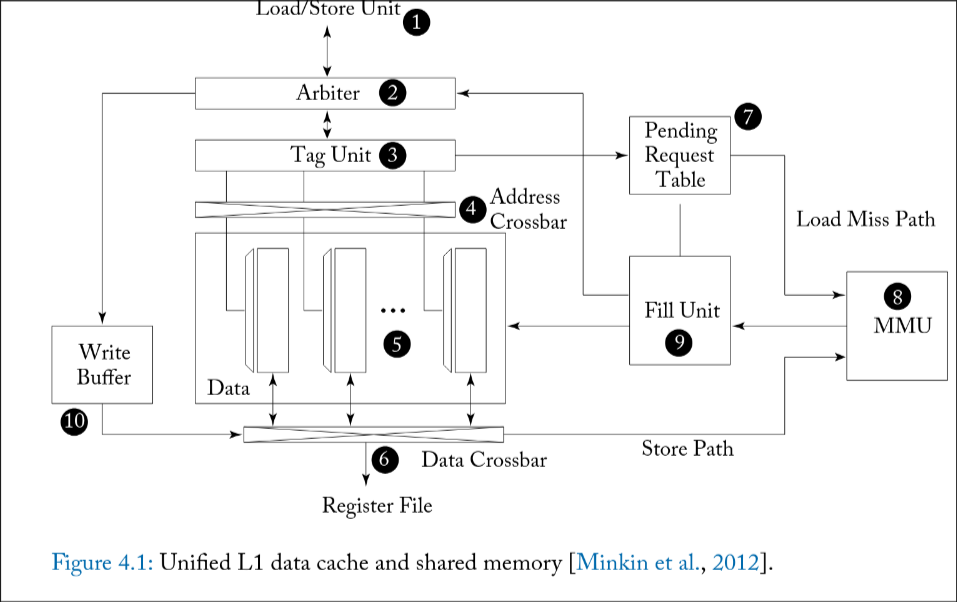 Load/Store Unit 1
Arbiter 2
Tag Unit 3
7
Pending
Request
Table
4 Address
Crossbar
Load Miss Path
8
MMU
Fill Unit
9
5
Write
Buffer
10
Data
6 Data Crossbar
Store Path
Register File
Figure 4.1: Unified L1 data cache and shared memory [Minkin et al., 2012].